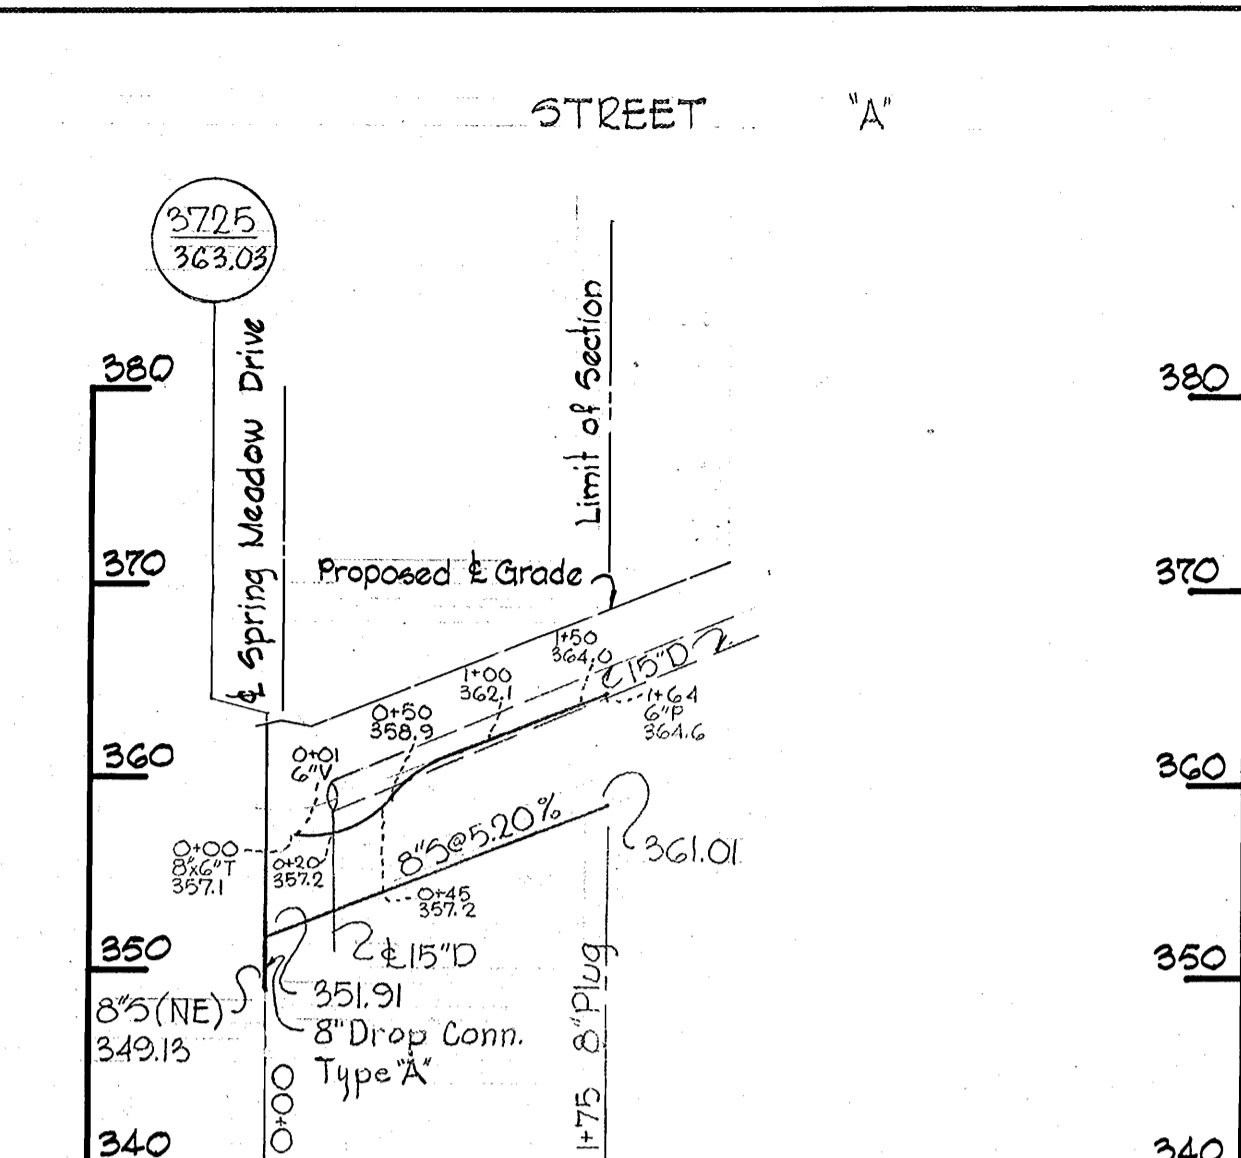 STREET "A"
3725
363.03
℄ Spring Meadow Drive
Limit of Section
380
380
370
370
Proposed ℄ Grade
1+50
364.0
℄15"D
1+00
362.1
1+64
6"P
364.6
0+50
358.9
0+01
6"V
360
360
8"S@5.20%
361.01
0+00
8"x6"T
357.1
0+20
357.2
0+45
357.2
℄15"D
350
350
351.91
8"S(NE)
349.13
8"Drop Conn.
Type"A"
0+00
1+75 8"Plug
340
340